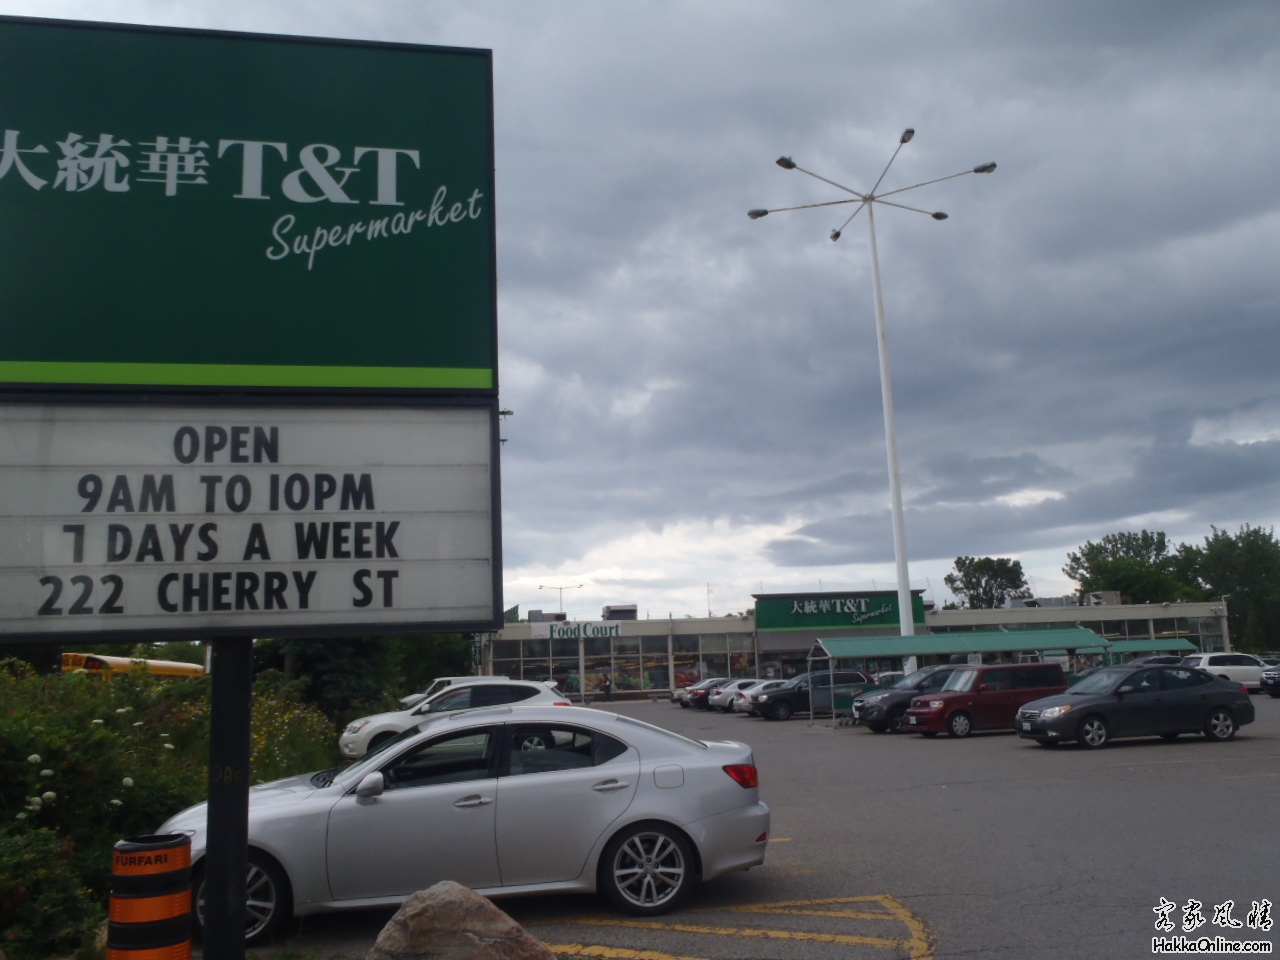 大統華T&T
Supermarket
OPEN
9AM TO 10PM
7 DAYS A WEEK
222 CHERRY ST
Food Court
大統華T&T
Supermarket
FURFARI
客家風情
HakkaOnline.com